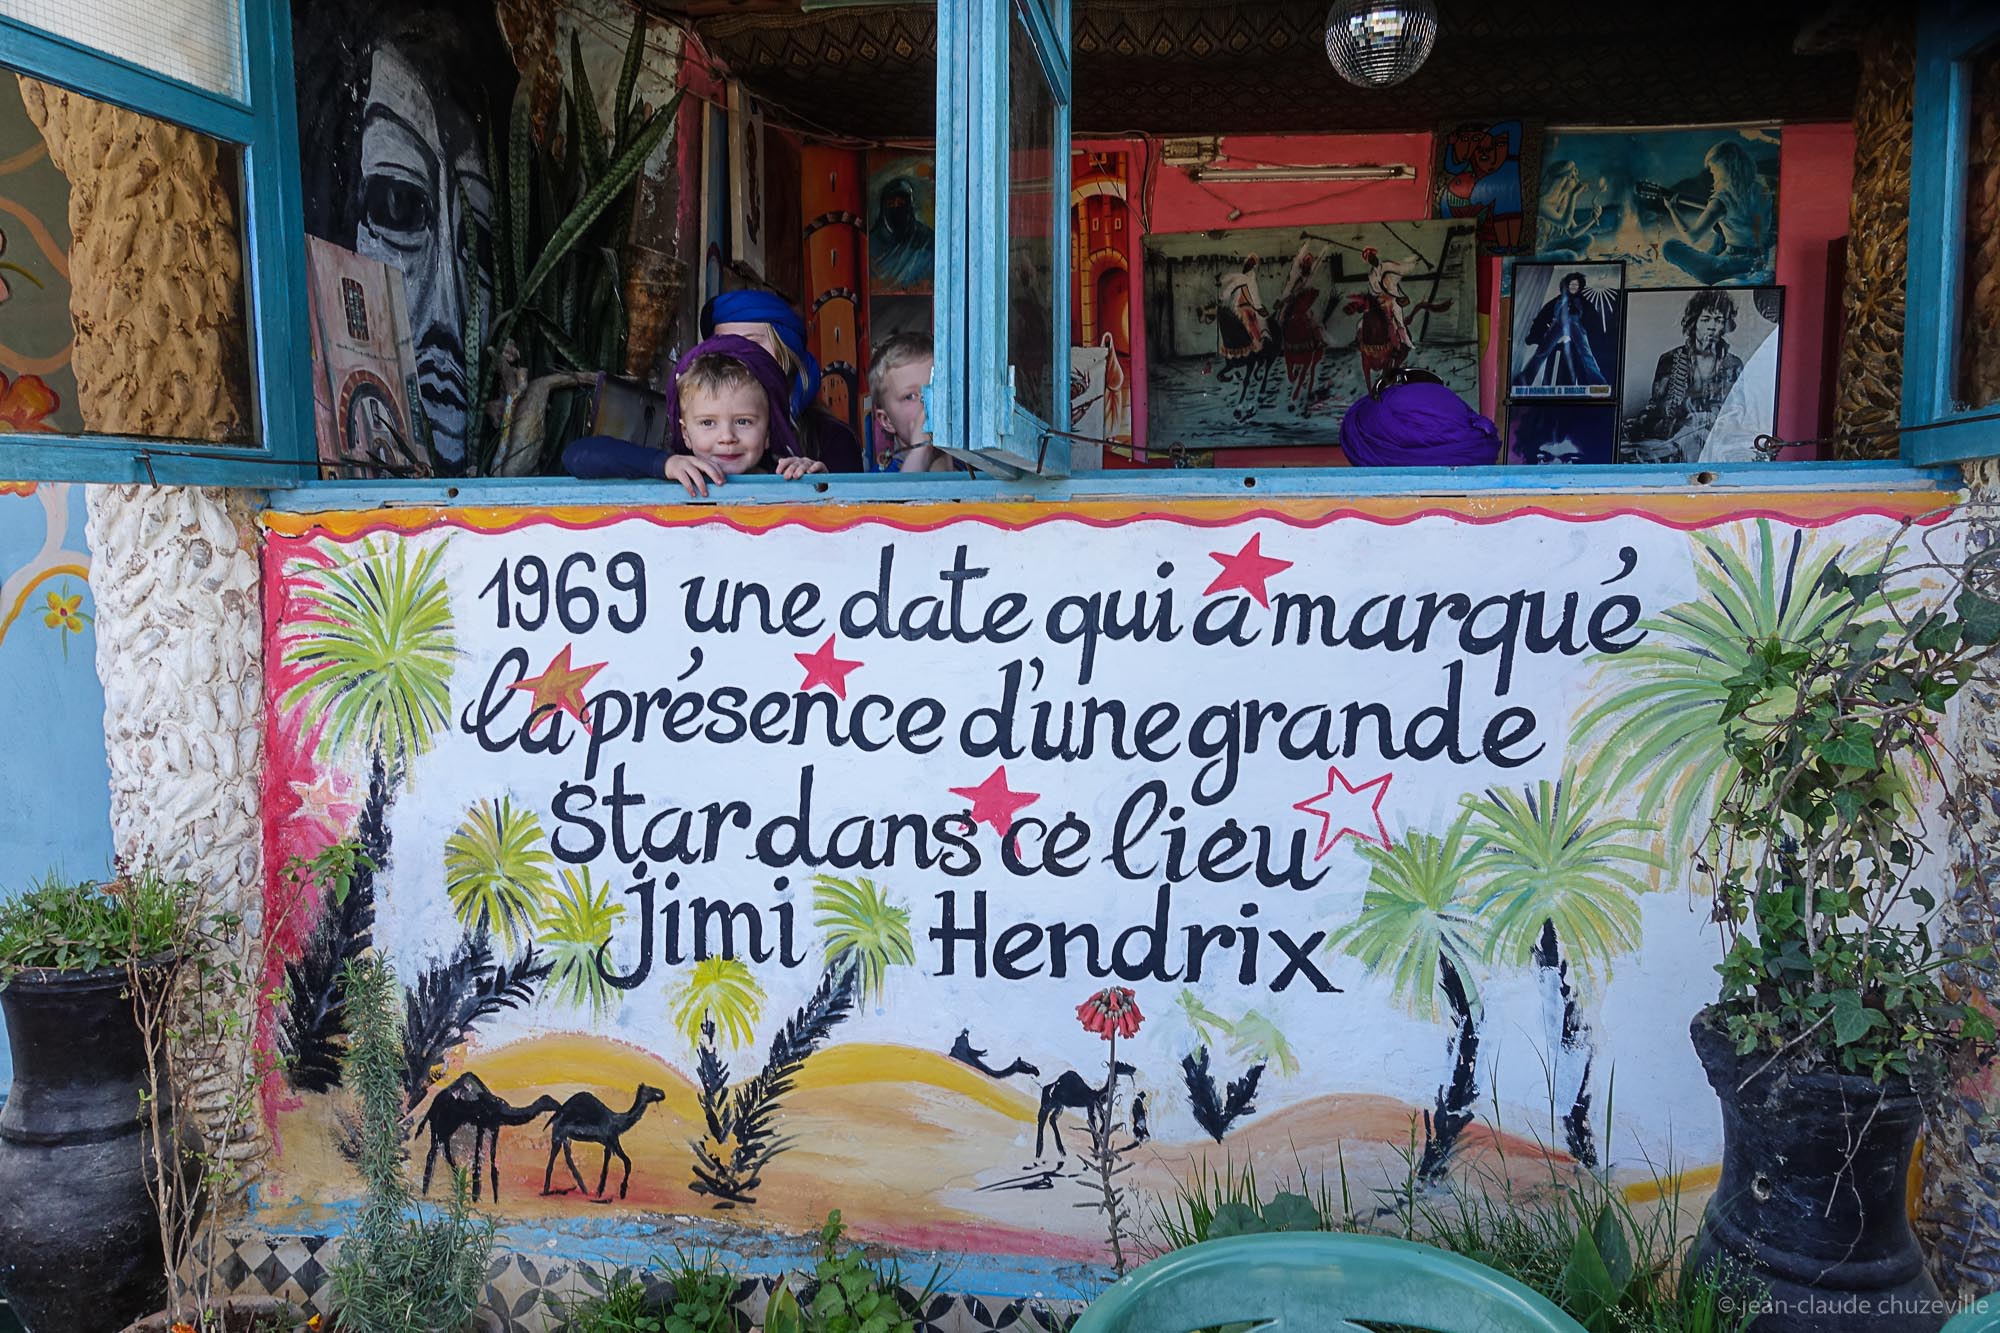 1969 une date qui a marqué
la présence d'une grande
Star dans ce lieu
Jimi Hendrix
© jean-claude chuzeville